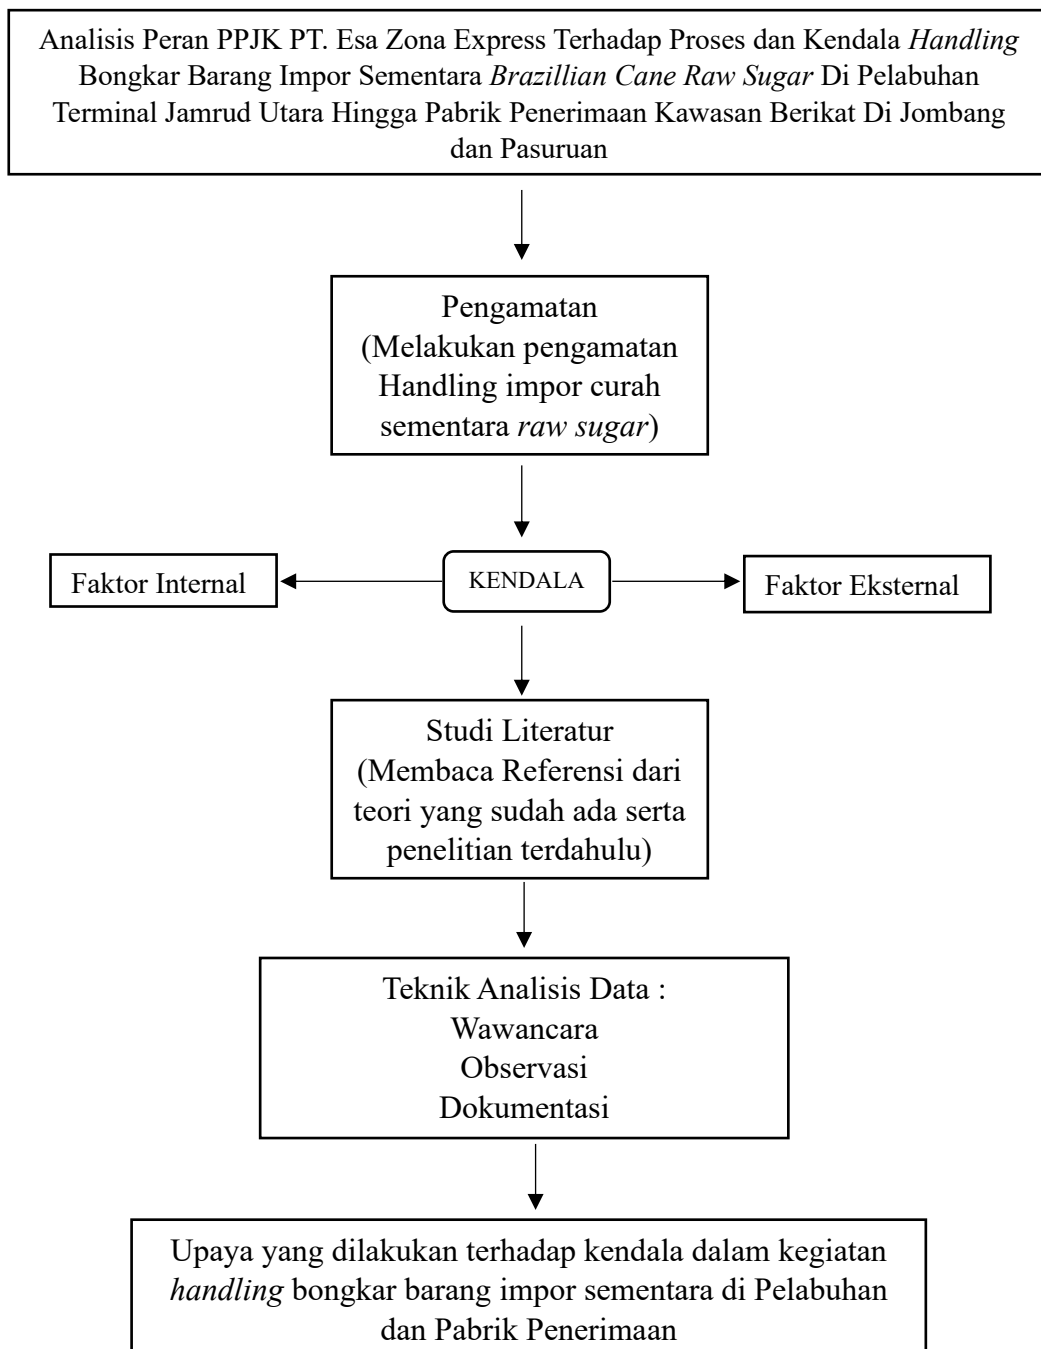 Analisis Peran PPJK PT. Esa Zona Express Terhadap Proses dan Kendala Handling
Bongkar Barang Impor Sementara Brazillian Cane Raw Sugar Di Pelabuhan
Terminal Jamrud Utara Hingga Pabrik Penerimaan Kawasan Berikat Di Jombang
dan Pasuruan
Pengamatan
(Melakukan pengamatan
Handling impor curah
sementara raw sugar)
Faktor Internal
KENDALA
Faktor Eksternal
Studi Literatur
(Membaca Referensi dari
teori yang sudah ada serta
penelitian terdahulu)
Teknik Analisis Data :
Wawancara
Observasi
Dokumentasi
Upaya yang dilakukan terhadap kendala dalam kegiatan
handling bongkar barang impor sementara di Pelabuhan
dan Pabrik Penerimaan